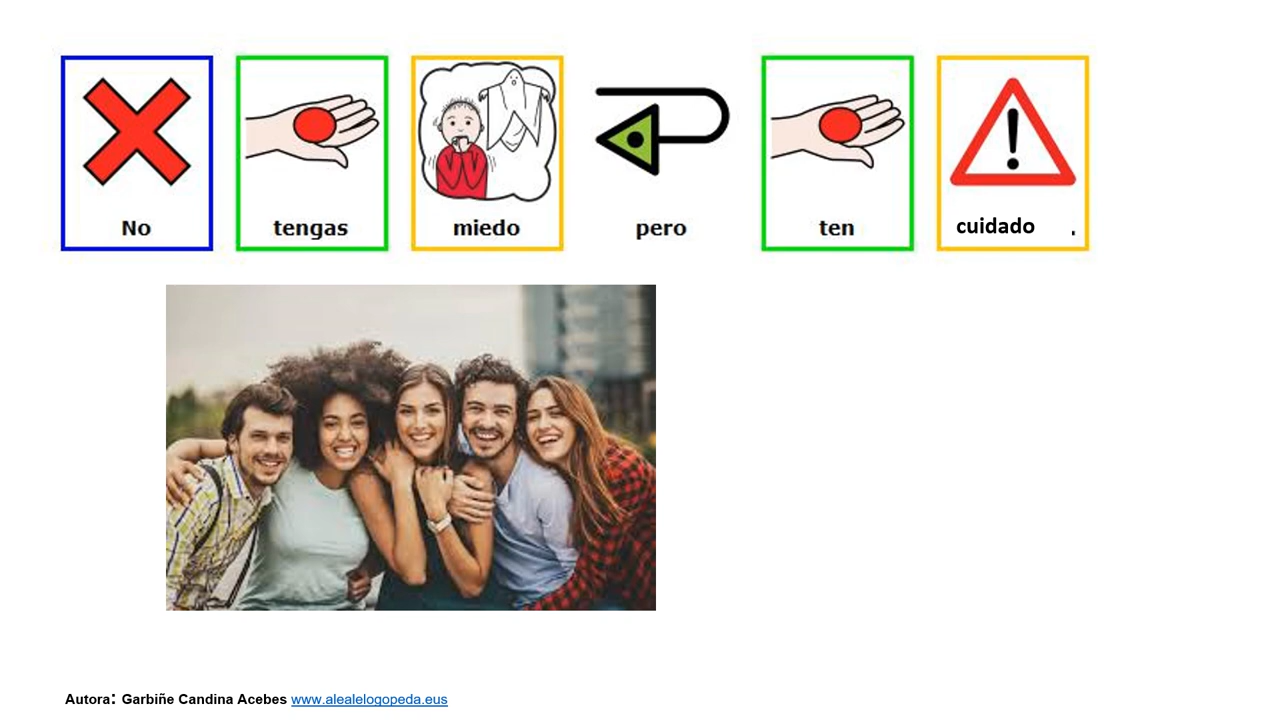 No tengas miedo pero ten cuidado .
Autora: Garbiñe Candina Acebes www.alealelogopeda.eus